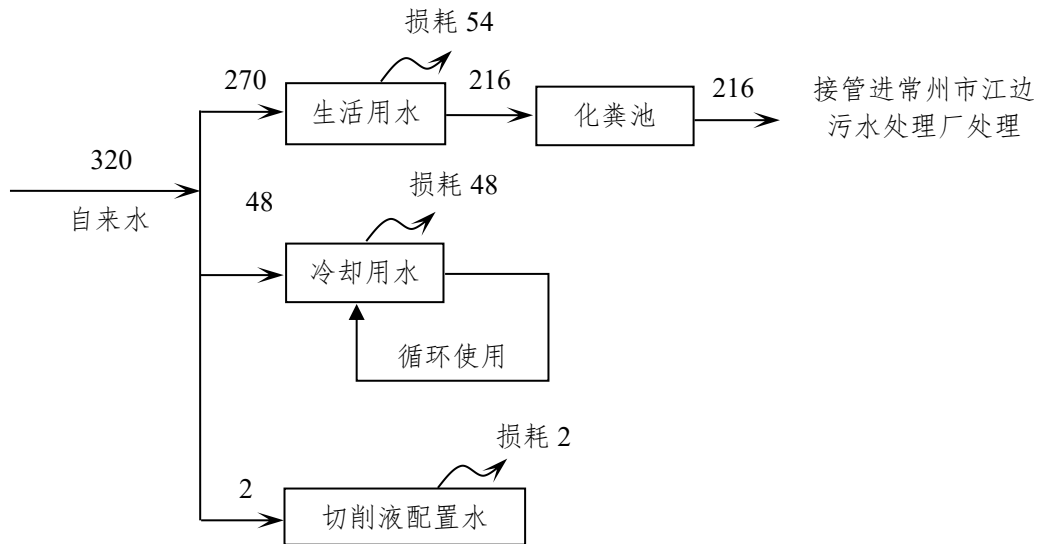 损耗 54
270
生活用水
216
化粪池
216
接管进常州市江边
污水处理厂处理
320
自来水
48
损耗 48
冷却用水
循环使用
损耗 2
2
切削液配置水